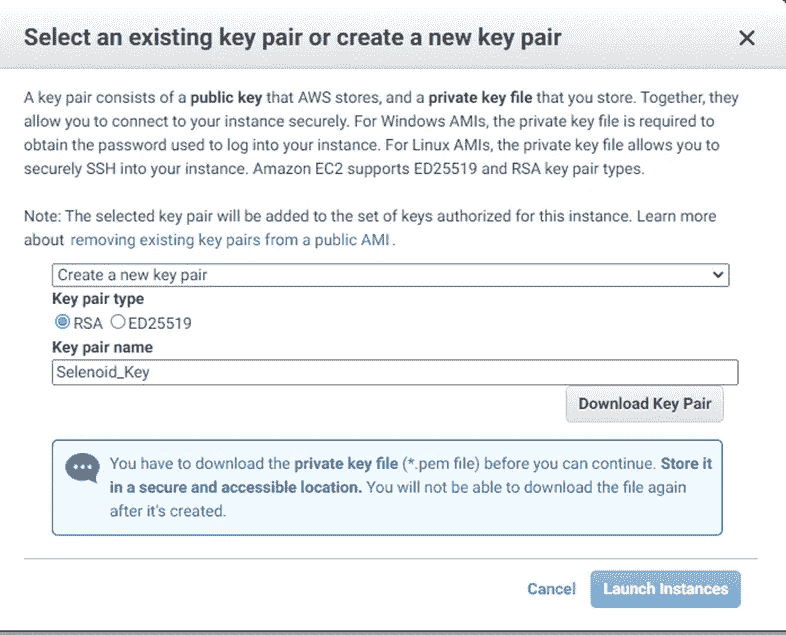 Select an existing key pair or create a new key pair
A key pair consists of a public key that AWS stores, and a private key file that you store. Together, they
allow you to connect to your instance securely. For Windows AMIs, the private key file is required to
obtain the password used to log into your instance. For Linux AMIs, the private key file allows you to
securely SSH into your instance. Amazon EC2 supports ED25519 and RSA key pair types.
Note: The selected key pair will be added to the set of keys authorized for this instance. Learn more
about removing existing key pairs from a public AMI.
Create a new key pair
Key pair type
RSA ED25519
Key pair name
Selenoid_Key
Download Key Pair
You have to download the private key file (*.pem file) before you can continue. Store it
in a secure and accessible location. You will not be able to download the file again
after it's created.
Cancel Launch Instances